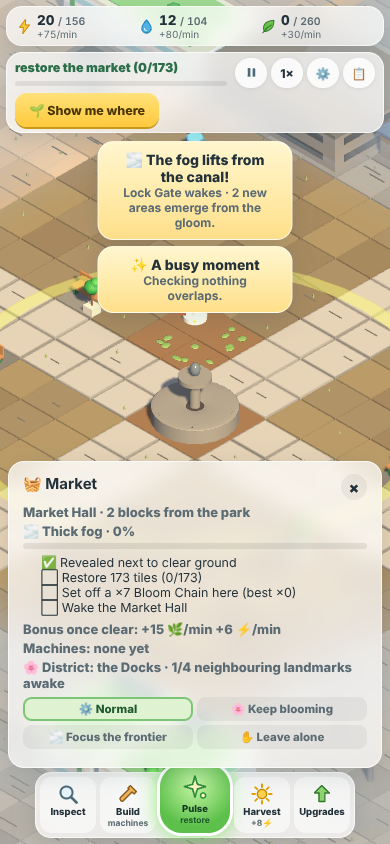 20 / 156
+75/min
12 / 104
+80/min
0 / 260
+30/min
restore the market (0/173)
1×
Show me where
The fog lifts from
the canal!
Lock Gate wakes · 2 new
areas emerge from the
gloom.
A busy moment
Checking nothing
overlaps.
Market
Market Hall · 2 blocks from the park
Thick fog · 0%
Revealed next to clear ground
Restore 173 tiles (0/173)
Set off a ×7 Bloom Chain here (best ×0)
Wake the Market Hall
Bonus once clear: +15 🌿/min +6 ⚡/min
Machines: none yet
District: the Docks · 1/4 neighbouring landmarks
awake
Normal
Keep blooming
Focus the frontier
Leave alone
Inspect
Build
machines
Pulse
restore
Harvest
+8⚡
Upgrades